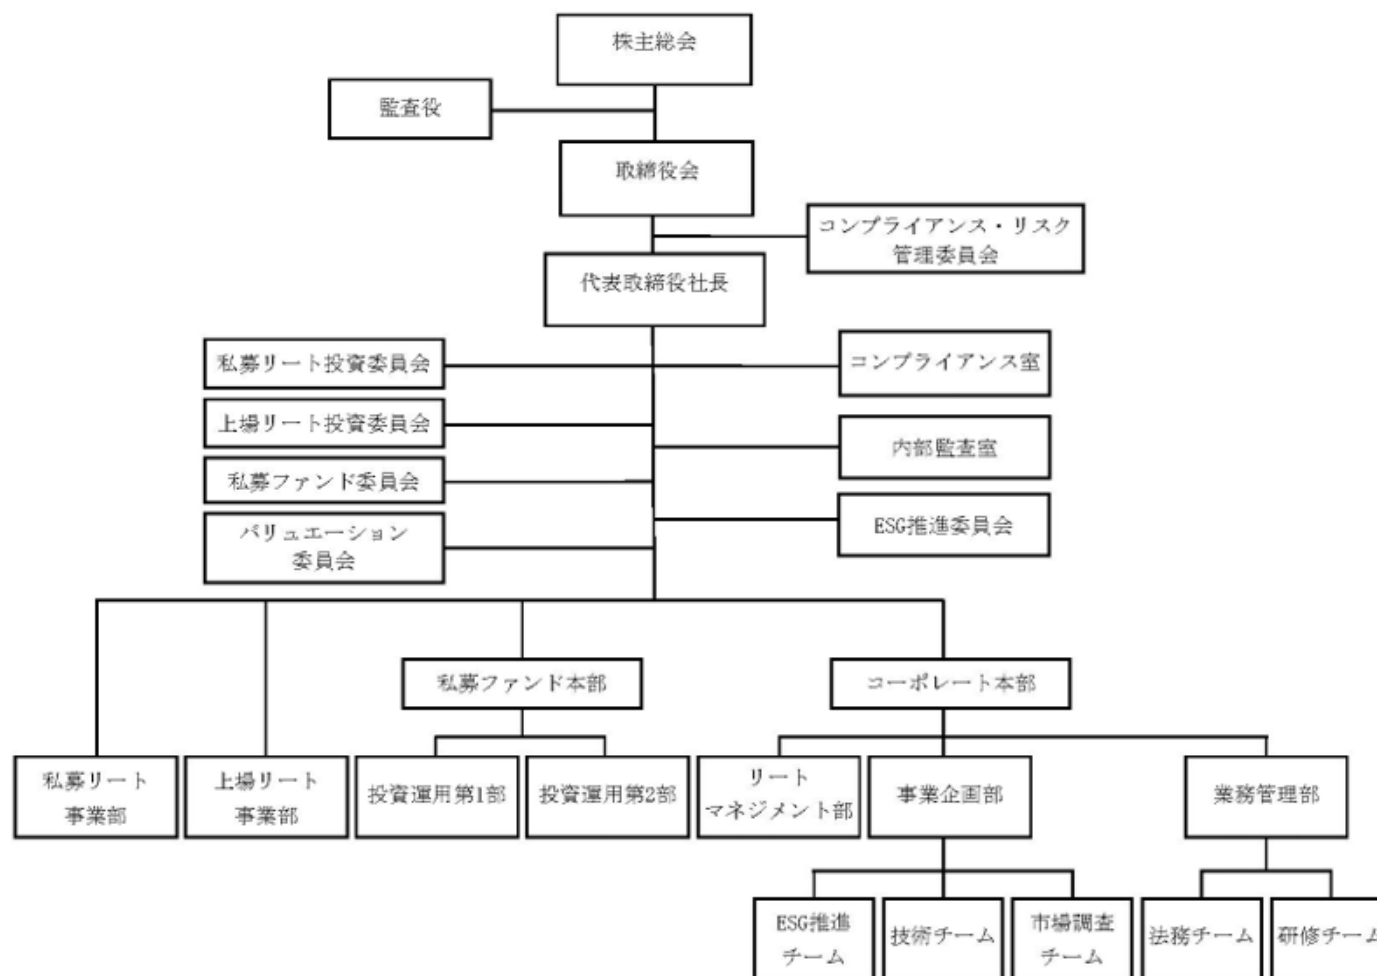 株主総会
監査役
取締役会
コンプライアンス・リスク
管理委員会
代表取締役社長
私募リート投資委員会
コンプライアンス室
上場リート投資委員会
内部監査室
私募ファンド委員会
ESG推進委員会
バリュエーション
委員会
私募ファンド本部
コーポレート本部
私募リート
事業部
上場リート
事業部
投資運用第1部
投資運用第2部
リート
マネジメント部
事業企画部
業務管理部
ESG推進
チーム
技術チーム
市場調査
チーム
法務チーム
研修チーム